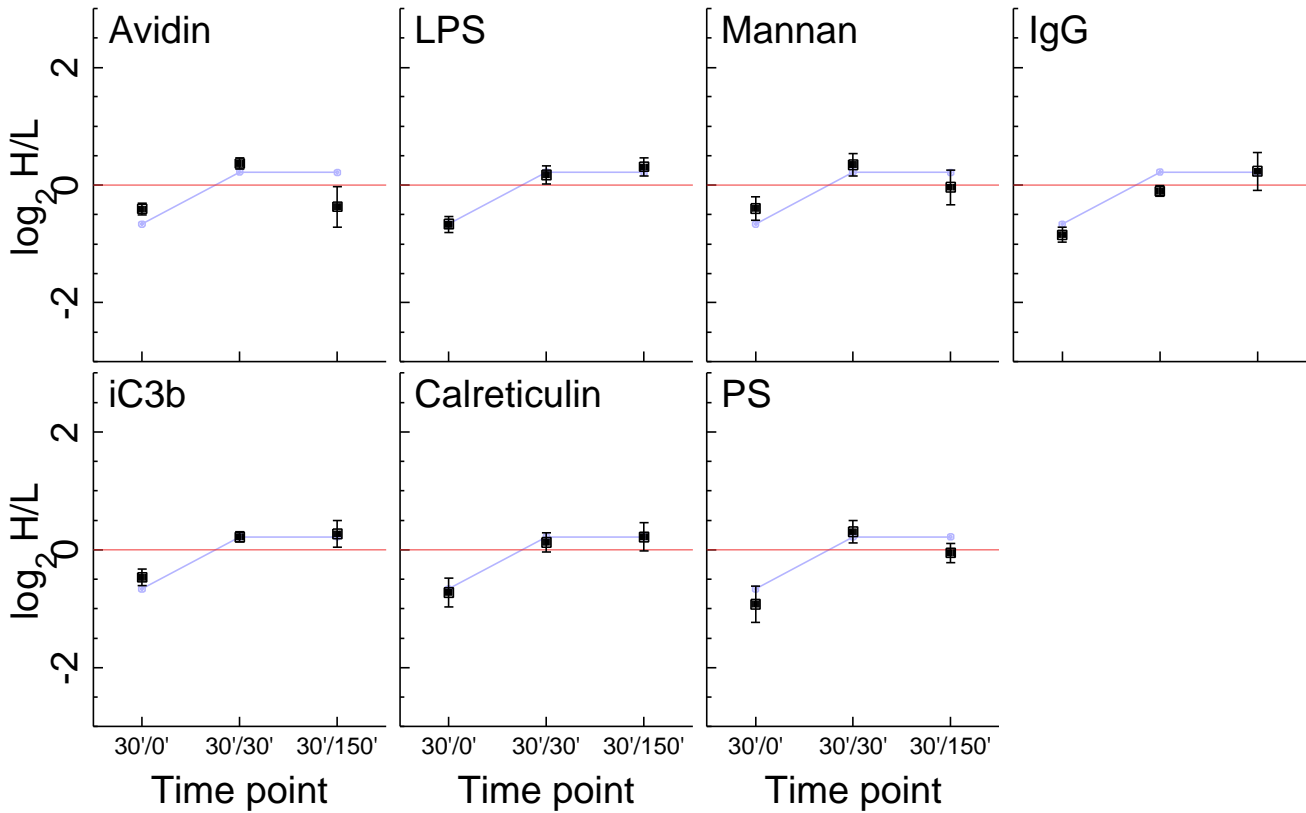 Avidin
LPS
Mannan
IgG
2
0
-2
log2 H/L
iC3b
Calreticulin
PS
2
0
-2
log2 H/L
30'/0' 30'/30' 30'/150'
30'/0' 30'/30' 30'/150'
30'/0' 30'/30' 30'/150'
Time point
Time point
Time point